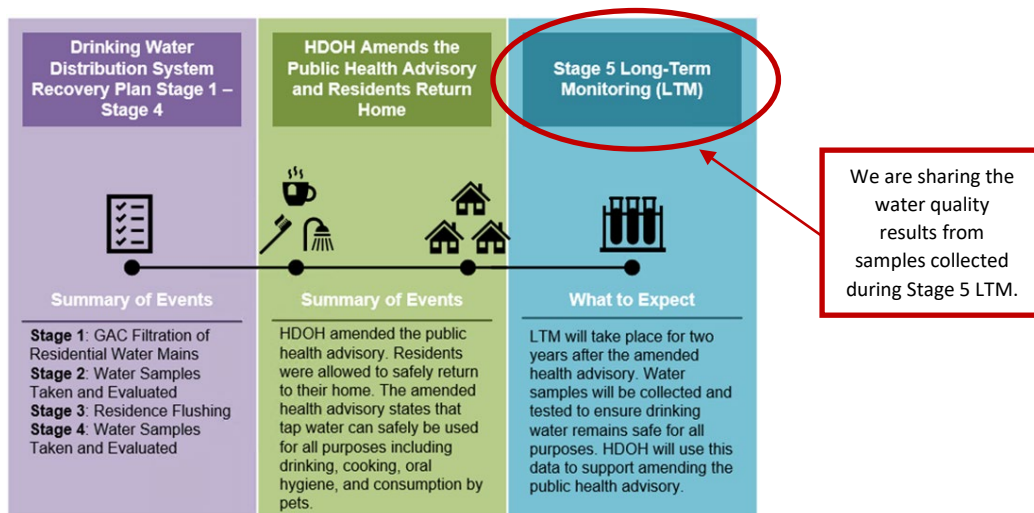 Drinking Water
Distribution System
Recovery Plan Stage 1 –
Stage 4
HDOH Amends the
Public Health Advisory
and Residents Return
Home
Stage 5 Long-Term
Monitoring (LTM)
We are sharing the
water quality
results from
samples collected
during Stage 5 LTM.
Summary of Events
Stage 1: GAC Filtration of
Residential Water Mains
Stage 2: Water Samples
Taken and Evaluated
Stage 3: Residence Flushing
Stage 4: Water Samples
Taken and Evaluated
Summary of Events
HDOH amended the public
health advisory. Residents
were allowed to safely return
to their home. The amended
health advisory states that
tap water can safely be used
for all purposes including
drinking, cooking, oral
hygiene, and consumption by
pets.
What to Expect
LTM will take place for two
years after the amended
health advisory. Water
samples will be collected and
tested to ensure drinking
water remains safe for all
purposes. HDOH will use this
data to support amending the
public health advisory.